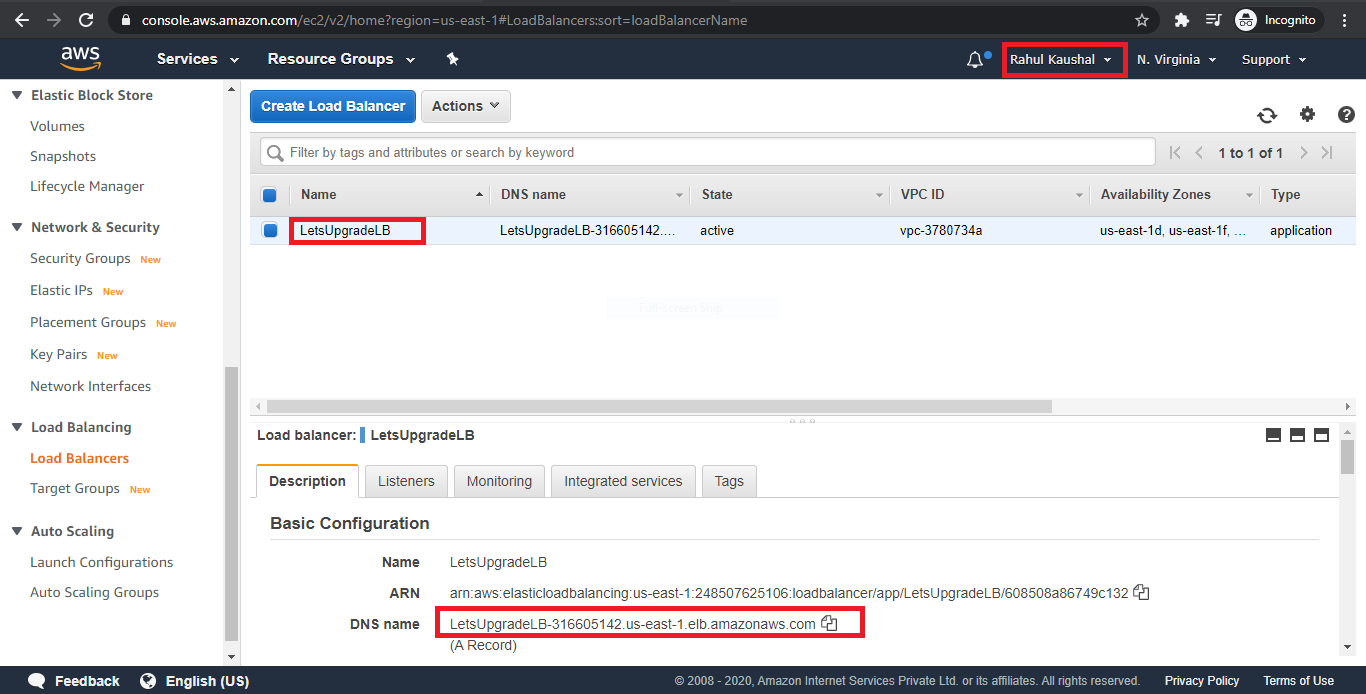 console.aws.amazon.com/ec2/v2/home?region=us-east-1#LoadBalancers:sort=loadBalancerName
Incognito
aws
Services
Resource Groups
Rahul Kaushal
N. Virginia
Support
Elastic Block Store
Volumes
Snapshots
Lifecycle Manager
Network & Security
Security Groups New
Elastic IPs New
Placement Groups New
Key Pairs New
Network Interfaces
Load Balancing
Load Balancers
Target Groups New
Auto Scaling
Launch Configurations
Auto Scaling Groups
Create Load Balancer
Actions
Filter by tags and attributes or search by keyword
1 to 1 of 1
Name DNS name State VPC ID Availability Zones Type
LetsUpgradeLB LetsUpgradeLB-316605142.... active vpc-3780734a us-east-1d, us-east-1f, ... application
Full-screen Snip
Load balancer: LetsUpgradeLB
Description Listeners Monitoring Integrated services Tags
Basic Configuration
Name LetsUpgradeLB
ARN arn:aws:elasticloadbalancing:us-east-1:248507625106:loadbalancer/app/LetsUpgradeLB/608508a86749c132
DNS name LetsUpgradeLB-316605142.us-east-1.elb.amazonaws.com
(A Record)
Feedback English (US) © 2008 - 2020, Amazon Internet Services Private Ltd. or its affiliates. All rights reserved. Privacy Policy Terms of Use